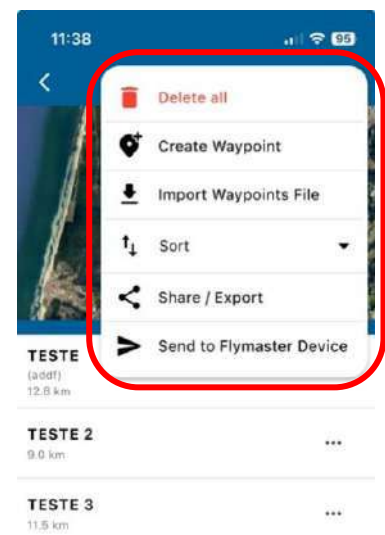 11:38
95
Delete all
Create Waypoint
Import Waypoints File
Sort
Share / Export
Send to Flymaster Device
TESTE
(addf)
12.8 km
TESTE 2
9.0 km
TESTE 3
11.5 km